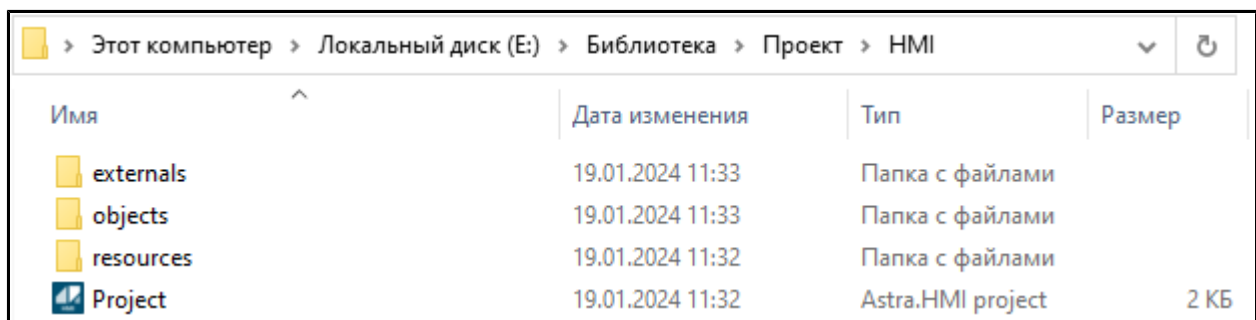 Этот компьютер > Локальный диск (E:) > Библиотека > Проект > HMI
Имя Дата изменения Тип Размер
externals 19.01.2024 11:33 Папка с файлами
objects 19.01.2024 11:33 Папка с файлами
resources 19.01.2024 11:32 Папка с файлами
Project 19.01.2024 11:32 Astra.HMI project 2 КБ